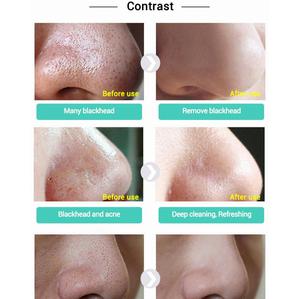 Contrast
Before use
After use
Many blackhead
Remove blackhead
Before use
After use
Blackhead and acne
Deep cleaning, Refreshing